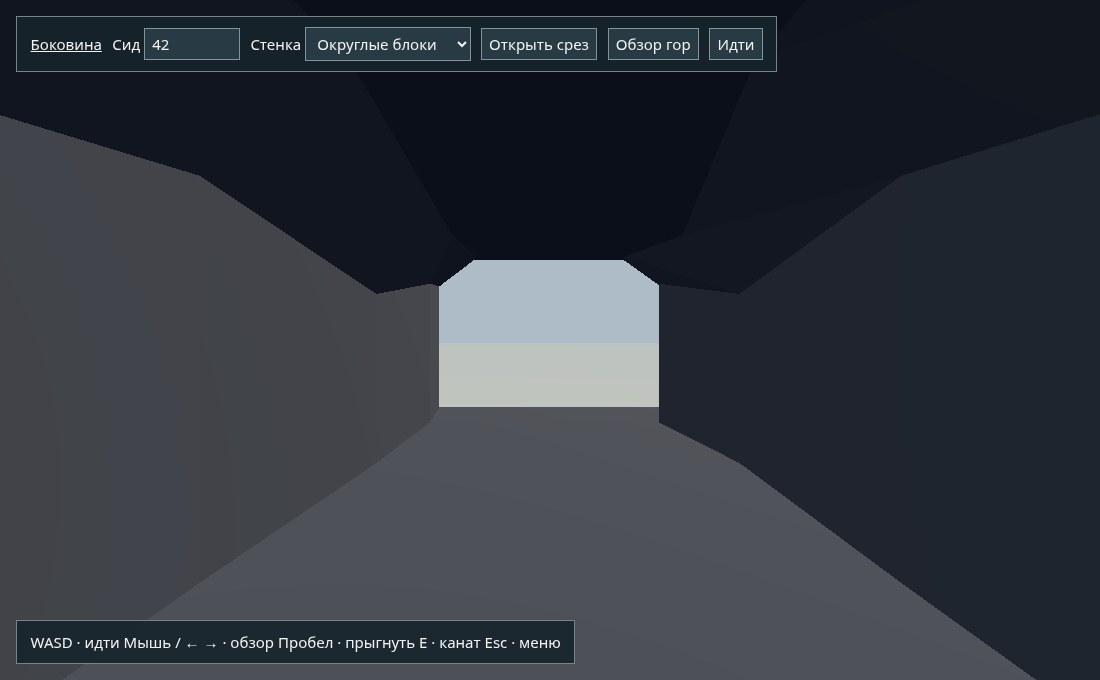 Боковина Сид 42 Стенка Округлые блоки Открыть срез Обзор гор Идти
WASD · идти Мышь / ← → · обзор Пробел · прыгнуть E · канат Esc · меню